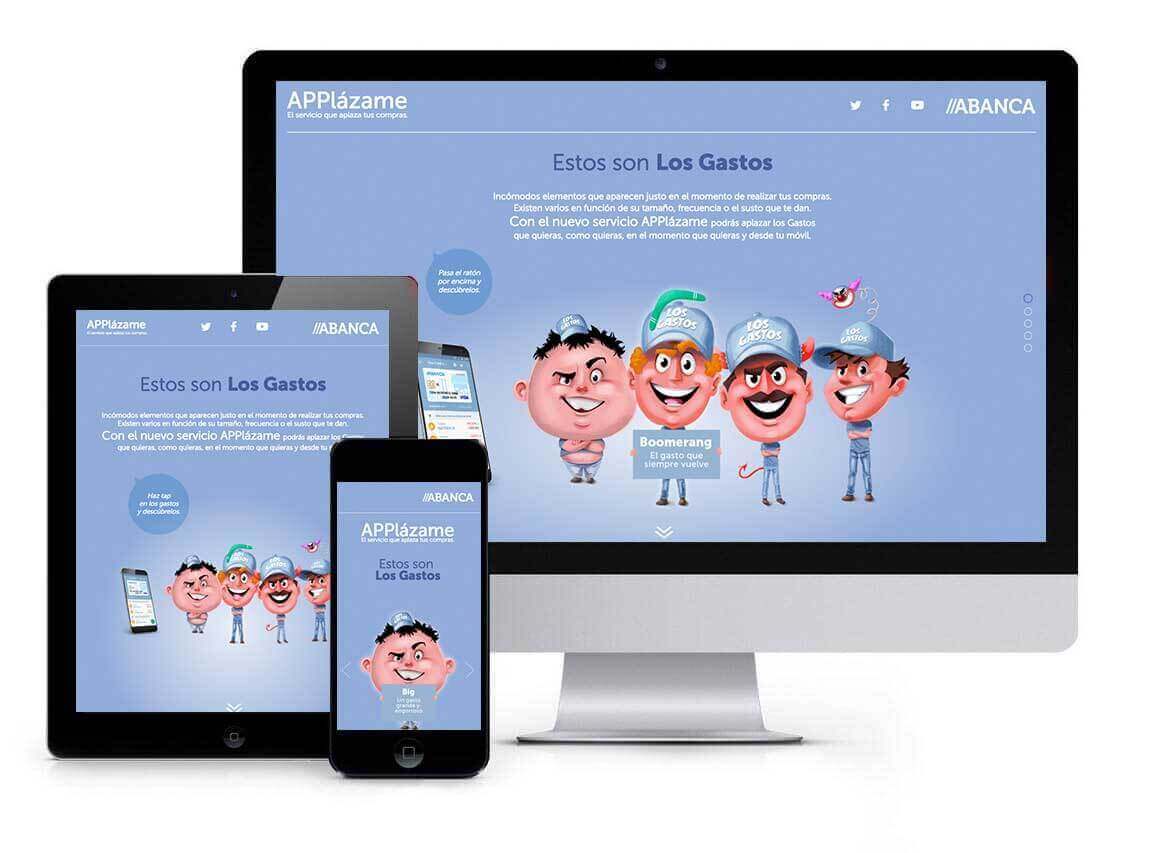 APPlázame
El servicio que aplaza tus compras.
//ABANCA
Estos son Los Gastos
Incómodos elementos que aparecen justo en el momento de realizar tus compras.
Existen varios en función de su tamaño, frecuencia o el susto que te dan.
Con el nuevo servicio APPlázame podrás aplazar los Gastos
que quieras, como quieras, en el momento que quieras y desde tu móvil.
Pasa el ratón
por encima y
descúbrelos.
LOS GASTOS
LOS
GASTOS
LOS
GASTOS
LOS
GASTOS
Boomerang
El gasto que
siempre vuelve
APPlázame
El servicio que aplaza tus compras.
//ABANCA
Estos son Los Gastos
Incómodos elementos que aparecen justo en el momento de realizar tus compras.
Existen varios en función de su tamaño, frecuencia o el susto que te dan.
Con el nuevo servicio APPlázame podrás aplazar los
que quieras, como quieras, en el momento que quieras y desde tu
Haz tap
en los gastos
y descúbrelos.
//ABANCA
APPlázame
El servicio que aplaza tus compras.
Estos son
Los Gastos
Big
Un gasto
grande y